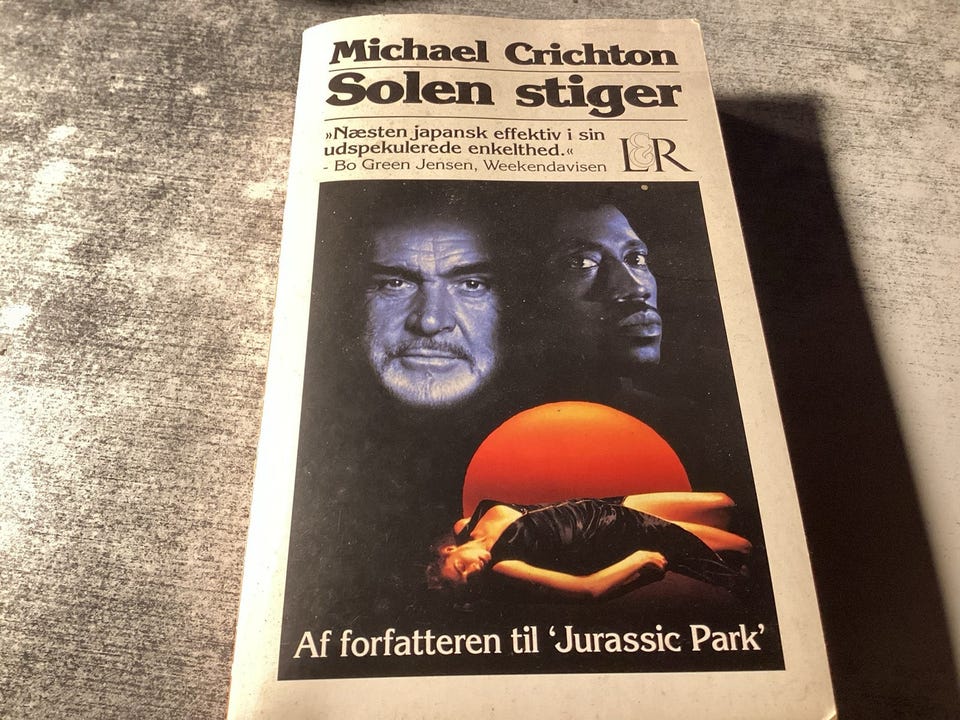 Michael Crichton
Solen stiger
»Næsten japansk effektiv i sin
udspekulerede enkelthed.«
- Bo Green Jensen, Weekendavisen
L&R
Af forfatteren til ‘Jurassic Park’